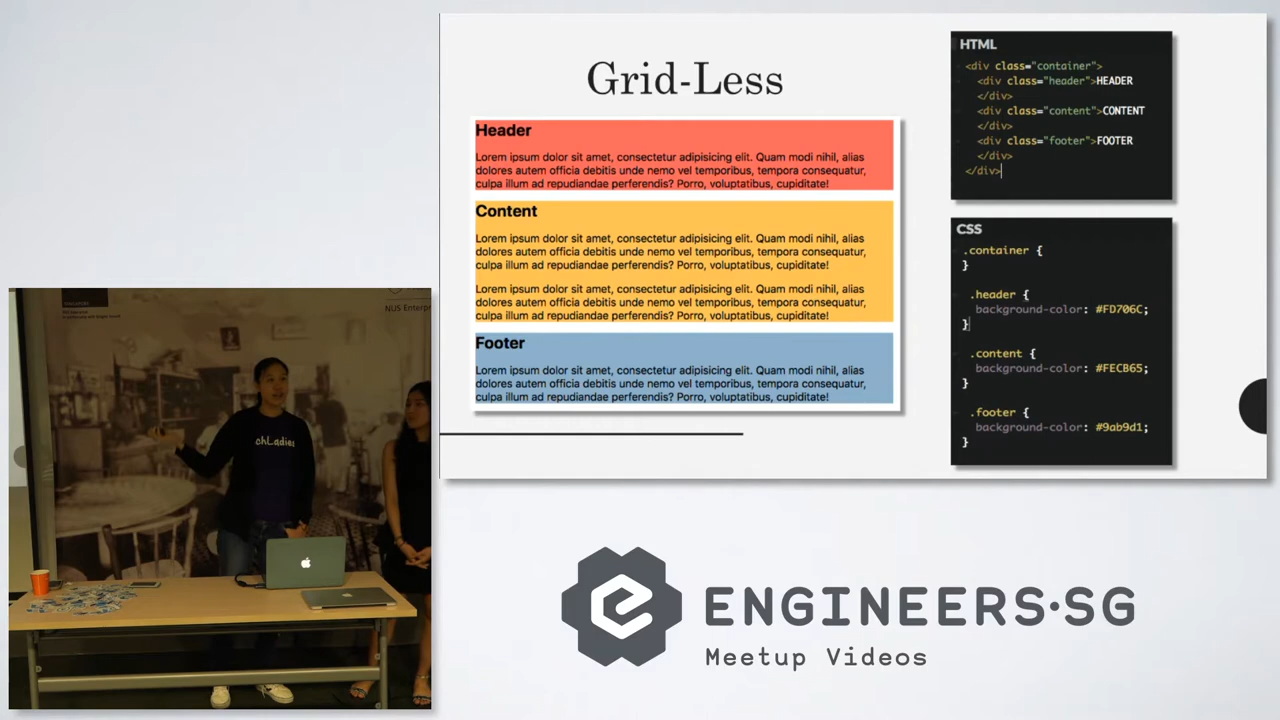 Grid-Less
Header
Lorem ipsum dolor sit amet, consectetur adipisicing elit. Quam modi nihil, alias
dolores autem officia debitis unde nemo vel temporibus, tempora consequatur,
culpa illum ad repudiandae perferendis? Porro, voluptatibus, cupiditate!
Content
Lorem ipsum dolor sit amet, consectetur adipisicing elit. Quam modi nihil, alias
dolores autem officia debitis unde nemo vel temporibus, tempora consequatur,
culpa illum ad repudiandae perferendis? Porro, voluptatibus, cupiditate!
Lorem ipsum dolor sit amet, consectetur adipisicing elit. Quam modi nihil, alias
dolores autem officia debitis unde nemo vel temporibus, tempora consequatur,
culpa illum ad repudiandae perferendis? Porro, voluptatibus, cupiditate!
Footer
Lorem ipsum dolor sit amet, consectetur adipisicing elit. Quam modi nihil, alias
dolores autem officia debitis unde nemo vel temporibus, tempora consequatur,
culpa illum ad repudiandae perferendis? Porro, voluptatibus, cupiditate!
HTML
<div class="container">
<div class="header">HEADER
</div>
<div class="content">CONTENT
</div>
<div class="footer">FOOTER
</div>
</div>
CSS
.container {
}
.header {
background-color: #FD706C;
}
.content {
background-color: #FECB65;
}
.footer {
background-color: #9ab9d1;
}
NUS Enterpr
chLadies
ENGINEERS·SG
Meetup Videos